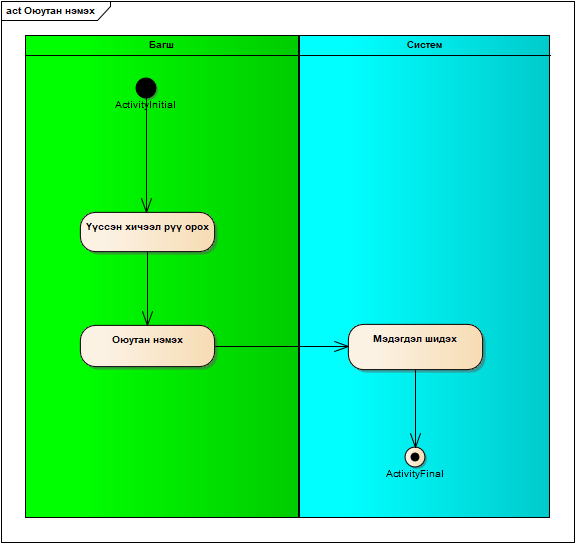 act Оюутан нэмэх
Багш
Систем
ActivityInitial
Үүссэн хичээл рүү орох
Оюутан нэмэх
Мэдэгдэл шидэх
ActivityFinal